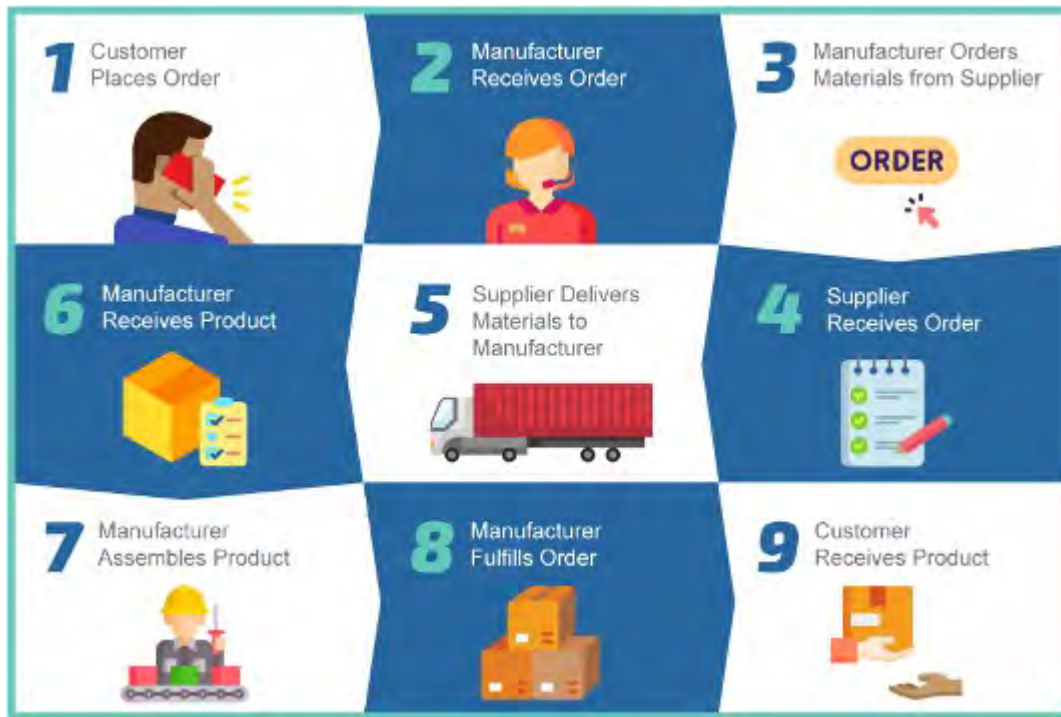 1
Customer
Places Order
2
Manufacturer
Receives Order
3
Manufacturer Orders
Materials from Supplier
ORDER
4
Supplier
Receives Order
5
Supplier Delivers
Materials to
Manufacturer
6
Manufacturer
Receives Product
7
Manufacturer
Assembles Product
8
Manufacturer
Fulfills Order
9
Customer
Receives Product